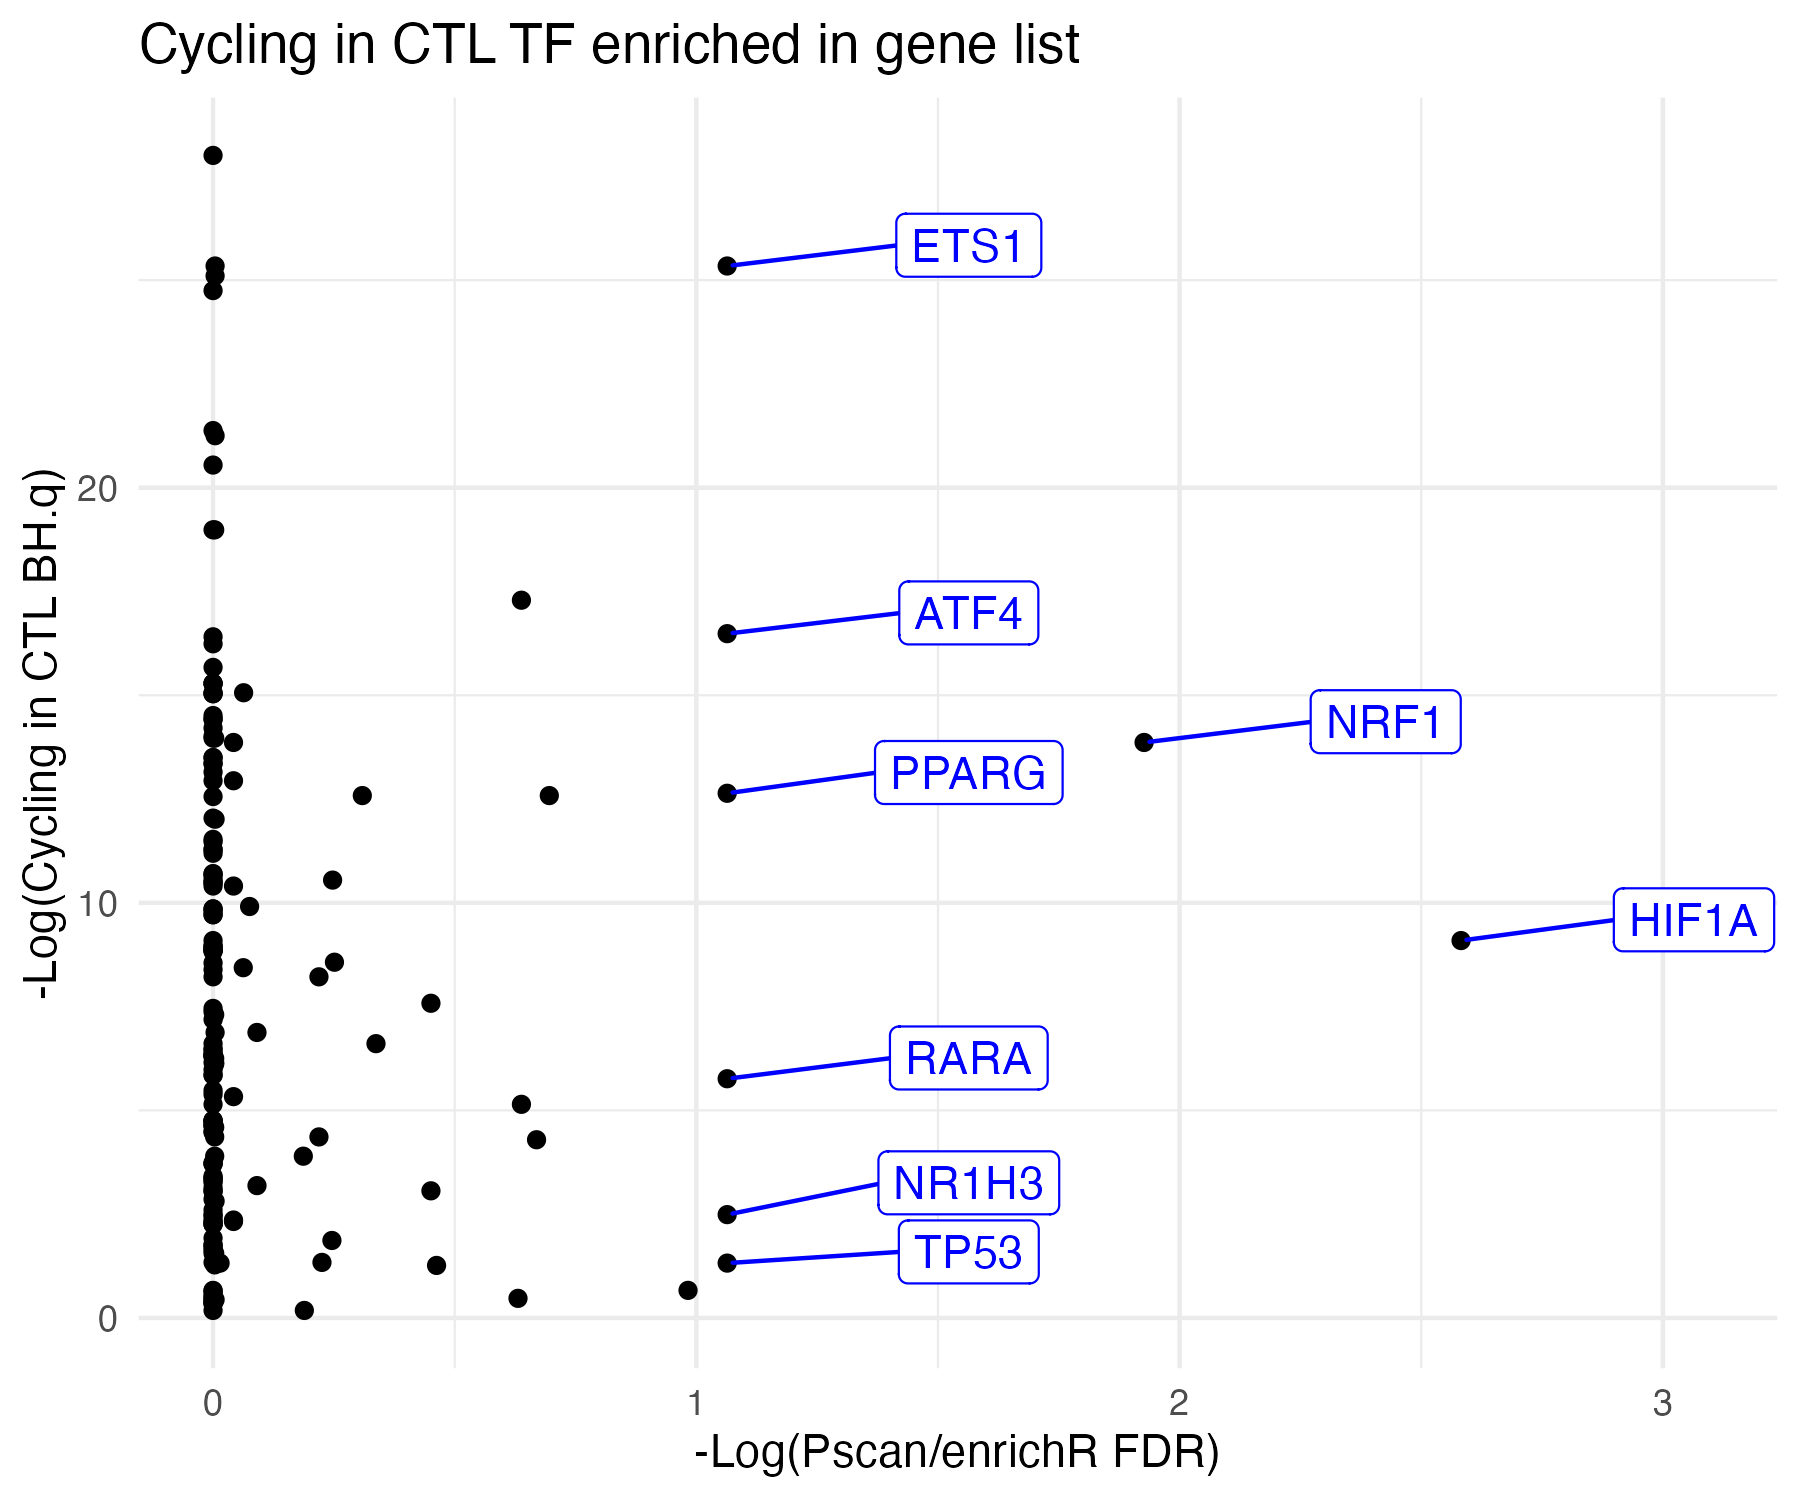 Cycling in CTL TF enriched in gene list
-Log(Cycling in CTL BH.q)
20
10
0
ETS1
ATF4
NRF1
PPARG
HIF1A
RARA
NR1H3
TP53
0 1 2 3
-Log(Pscan/enrichR FDR)